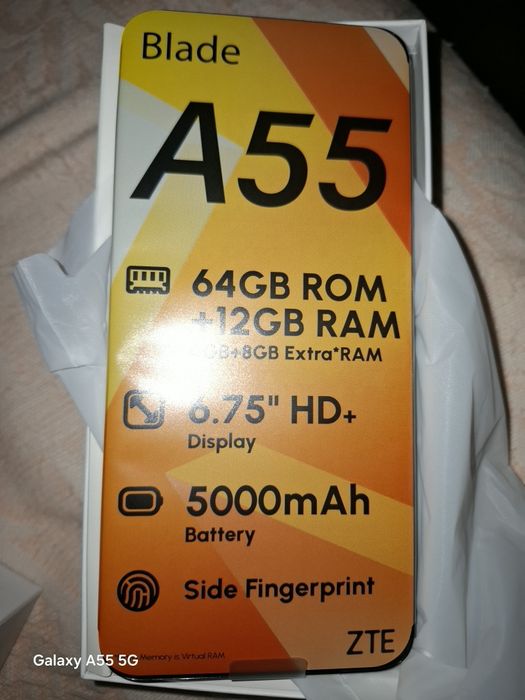 Blade
A55
64GB ROM
+12GB RAM
GB+8GB Extra*RAM
6.75" HD+
Display
5000mAh
Battery
Side Fingerprint
ZTE
Memory is Virtual RAM
Galaxy A55 5G